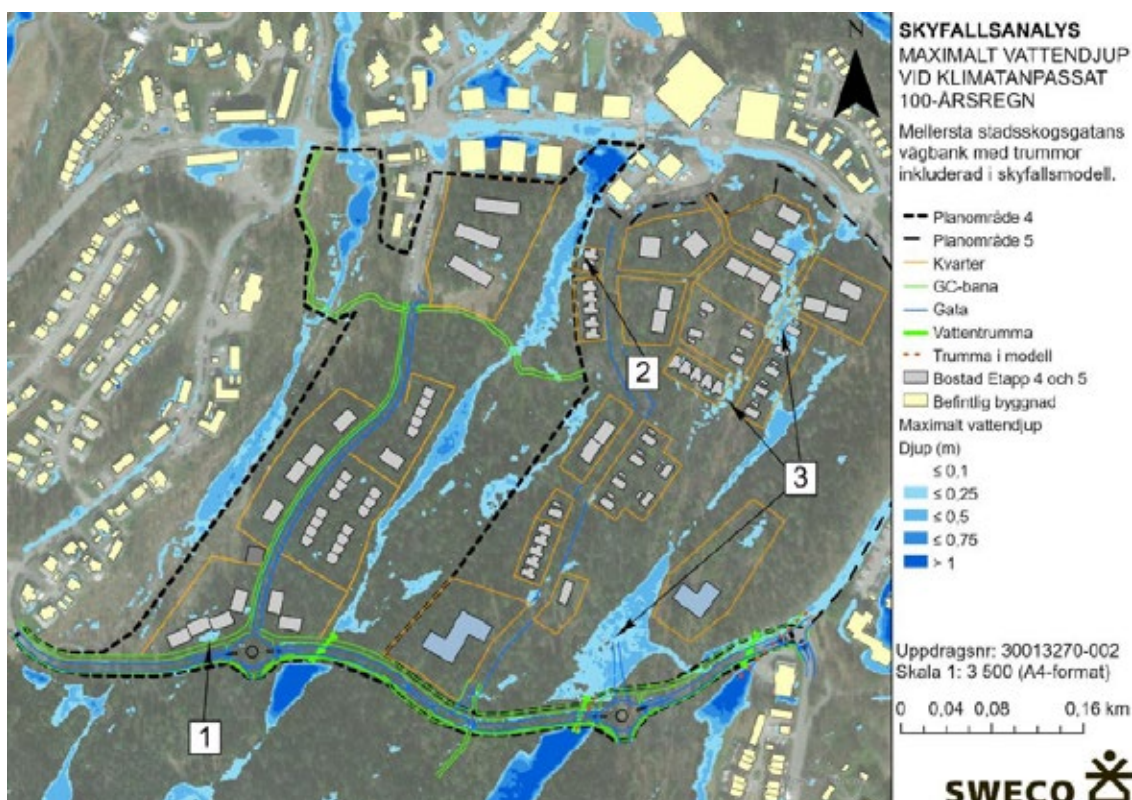 SKYFALLSANALYS
MAXIMALT VATTENDJUP
VID KLIMATANPASSAT
100-ÅRSREGN
Mellersta stadsskogsgatans
vägbank med trummor
inkluderad i skyfallsmodell.
Planområde 4
Planområde 5
Kvarter
GC-bana
Gata
Vattentrumma
Trumma i modell
Bostad Etapp 4 och 5
Befintlig byggnad
Maximalt vattendjup
Djup (m)
≤ 0,1
≤ 0,25
≤ 0,5
≤ 0,75
> 1
Uppdragsnr: 30013270-002
Skala 1: 3 500 (A4-format)
0 0,04 0,08 0,16 km
SWECO
N
2
3
1